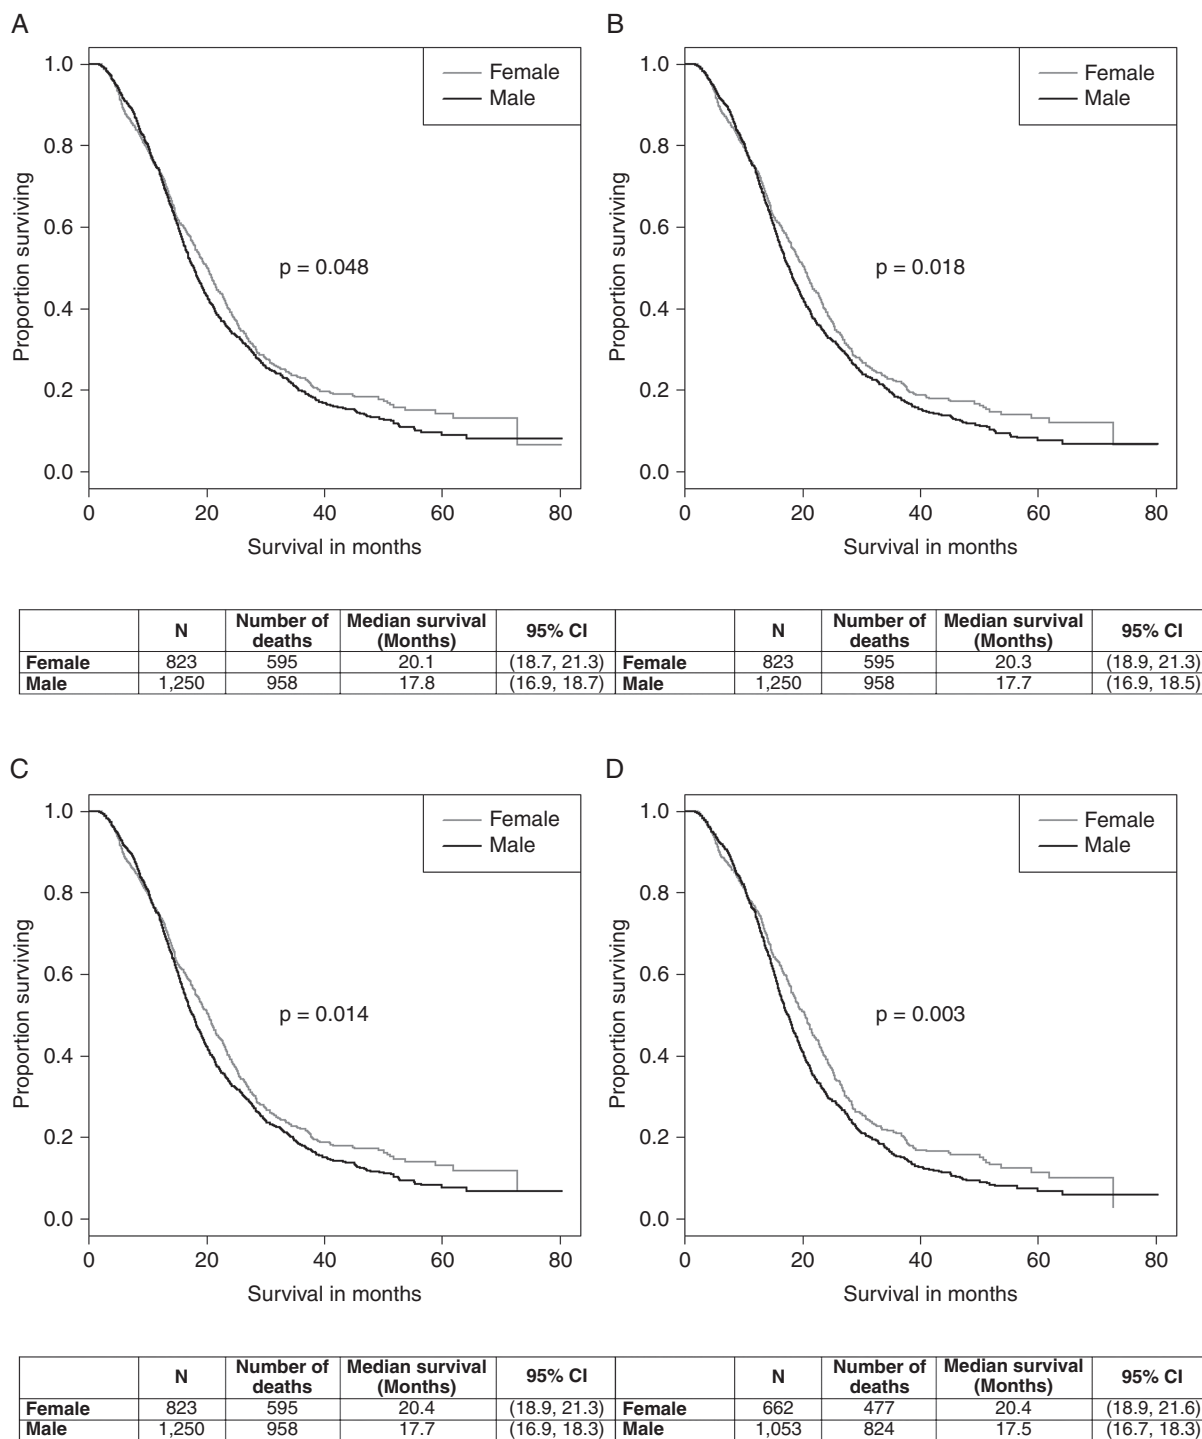 A
Female
Male
1.0
0.8
0.6
0.4
0.2
0.0
Proportion surviving
p = 0.048
0 20 40 60 80
Survival in months
B
Female
Male
1.0
0.8
0.6
0.4
0.2
0.0
Proportion surviving
p = 0.018
0 20 40 60 80
Survival in months
N Number of deaths Median survival (Months) 95% CI
Female 823 595 20.1 (18.7, 21.3)
Male 1,250 958 17.8 (16.9, 18.7)
N Number of deaths Median survival (Months) 95% CI
Female 823 595 20.3 (18.9, 21.3)
Male 1,250 958 17.7 (16.9, 18.5)
C
Female
Male
1.0
0.8
0.6
0.4
0.2
0.0
Proportion surviving
p = 0.014
0 20 40 60 80
Survival in months
D
Female
Male
1.0
0.8
0.6
0.4
0.2
0.0
Proportion surviving
p = 0.003
0 20 40 60 80
Survival in months
N Number of deaths Median survival (Months) 95% CI
Female 823 595 20.4 (18.9, 21.3)
Male 1,250 958 17.7 (16.9, 18.3)
N Number of deaths Median survival (Months) 95% CI
Female 662 477 20.4 (18.9, 21.6)
Male 1,053 824 17.5 (16.7, 18.3)